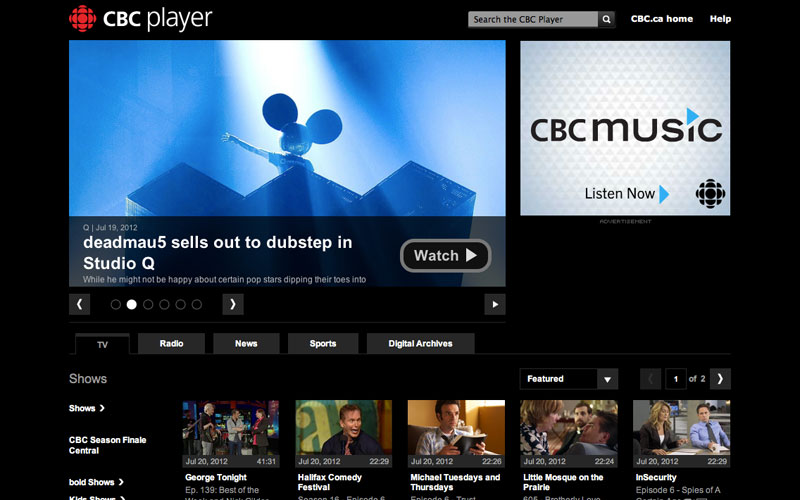 CBC player
Search the CBC Player
CBC.ca home
Help
CBC music
Listen Now
ADVERTISEMENT
Q | Jul 19, 2012
deadmau5 sells out to dubstep in
Studio Q
While he might not be happy about certain pop stars dipping their toes into
Watch
TV
Radio
News
Sports
Digital Archives
Shows
Featured
1 of 2
Shows
CBC Season Finale
Central
bold Shows
Kids Shows
Jul 20, 2012 41:31
George Tonight
Ep. 139: Best of the
Jul 20, 2012 22:29
Halifax Comedy
Festival
Season 16 - Episode 6
Jul 20, 2012 22:29
Michael Tuesdays and
Thursdays
Episode 6 - Trust
Jul 20, 2012 22:24
Little Mosque on the
Prairie
605 - Brotherly Love
Jul 20, 2012 22:29
InSecurity
Episode 6 - Spies of A